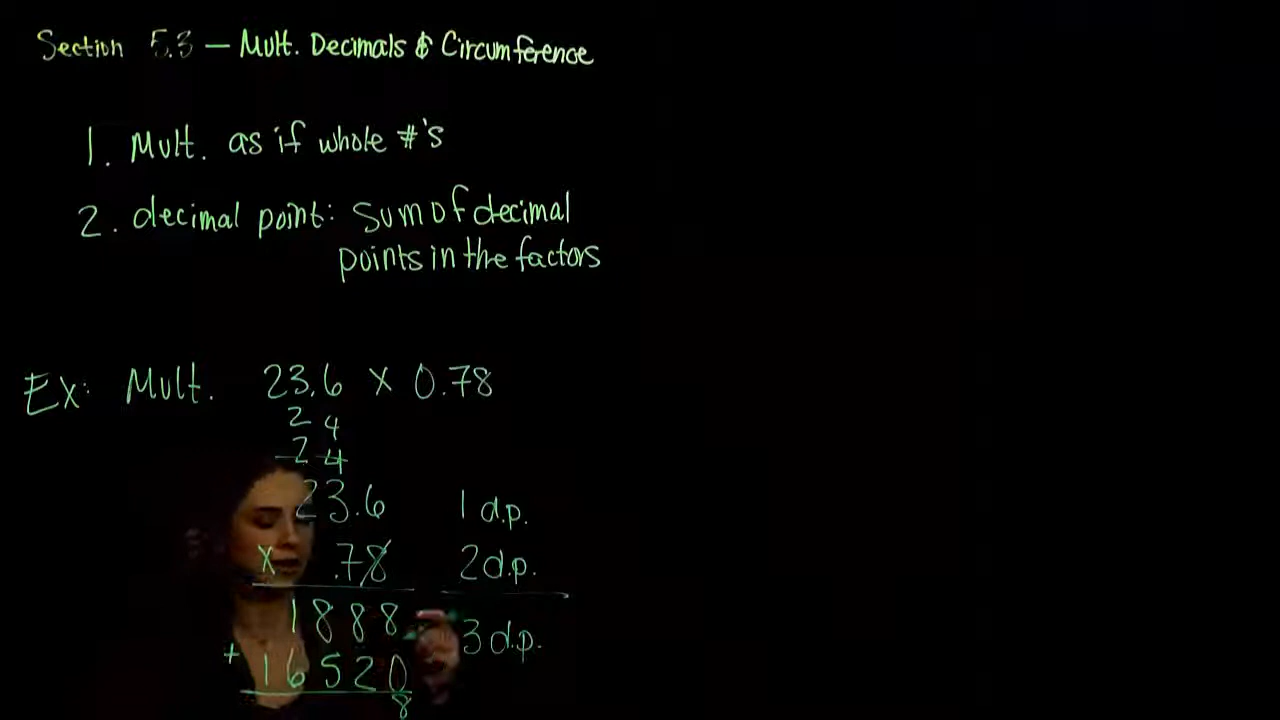 Section 5.3 — Mult. Decimals & Circumference
1. Mult. as if whole #'s
2. decimal point: sum of decimal
points in the factors
Ex: Mult. 23.6 x 0.78
2 4
2 4
23.6 1 d.p.
x .78 2 d.p.
1888 3 d.p.
+ 16520
8